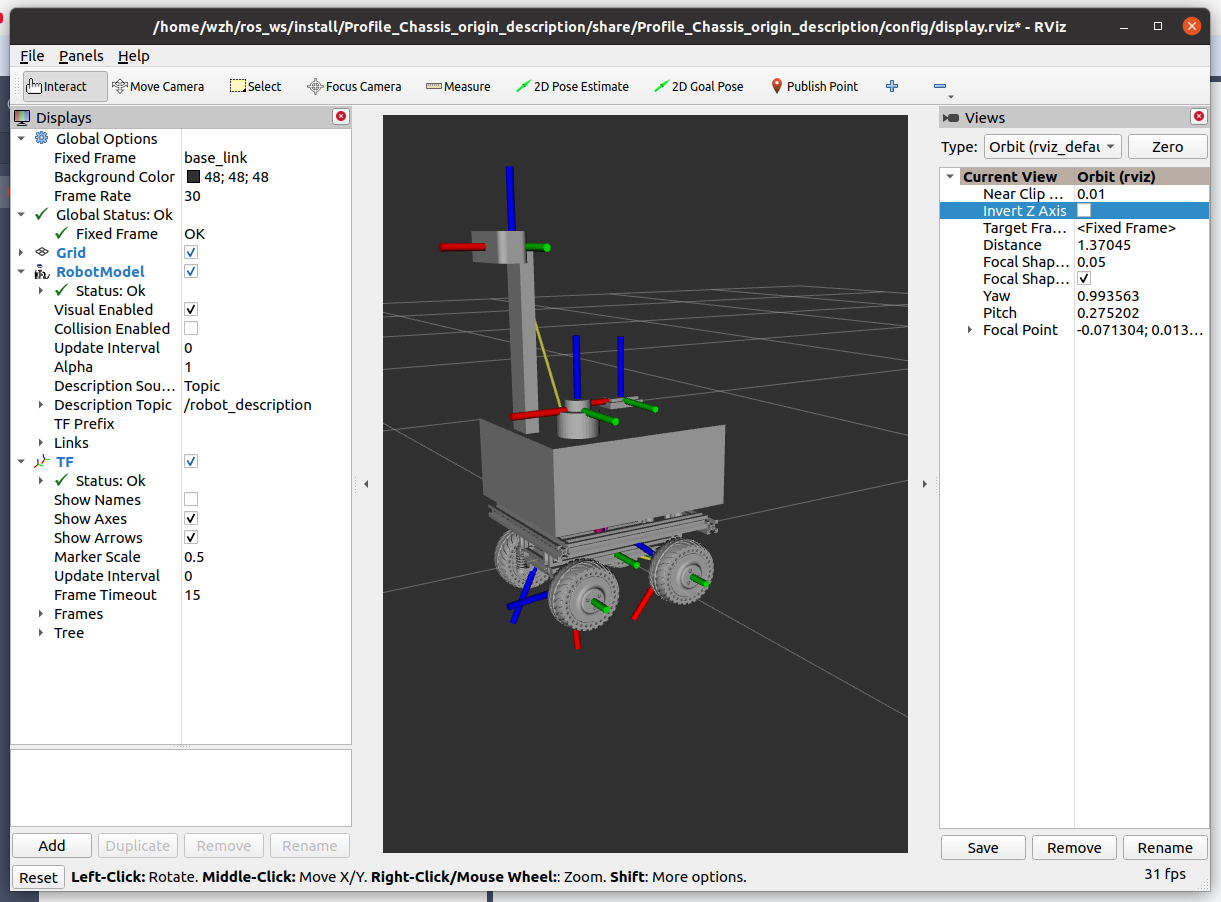 /home/wzh/ros_ws/install/Profile_Chassis_origin_description/share/Profile_Chassis_origin_description/config/display.rviz* - RViz
File Panels Help
Interact Move Camera Select Focus Camera Measure 2D Pose Estimate 2D Goal Pose Publish Point
Displays
Global Options
Fixed Frame base_link
Background Color 48; 48; 48
Frame Rate 30
Global Status: Ok
Fixed Frame OK
Grid
RobotModel
Status: Ok
Visual Enabled
Collision Enabled
Update Interval 0
Alpha 1
Description Sou... Topic
Description Topic /robot_description
TF Prefix
Links
TF
Status: Ok
Show Names
Show Axes
Show Arrows
Marker Scale 0.5
Update Interval 0
Frame Timeout 15
Frames
Tree
Add Duplicate Remove Rename
Views
Type: Orbit (rviz_defau Zero
Current View Orbit (rviz)
Near Clip ... 0.01
Invert Z Axis
Target Fra... <Fixed Frame>
Distance 1.37045
Focal Shap... 0.05
Focal Shap...
Yaw 0.993563
Pitch 0.275202
Focal Point -0.071304; 0.013...
Save Remove Rename
Reset Left-Click: Rotate. Middle-Click: Move X/Y. Right-Click/Mouse Wheel:: Zoom. Shift: More options.
31 fps